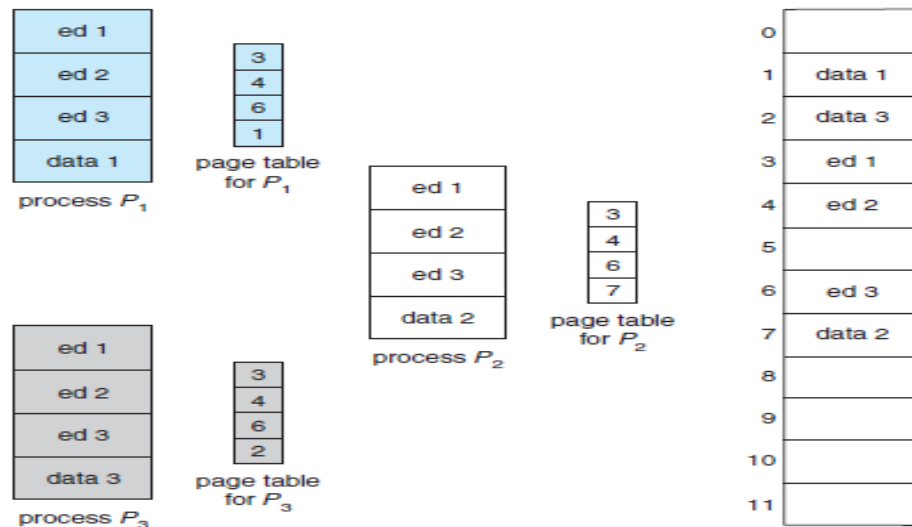 ed 1
ed 2
ed 3
data 1
process P1
3
4
6
1
page table
for P1
ed 1
ed 2
ed 3
data 2
process P2
3
4
6
7
page table
for P2
ed 1
ed 2
ed 3
data 3
process P3
3
4
6
2
page table
for P3
0
1 data 1
2 data 3
3 ed 1
4 ed 2
5
6 ed 3
7 data 2
8
9
10
11